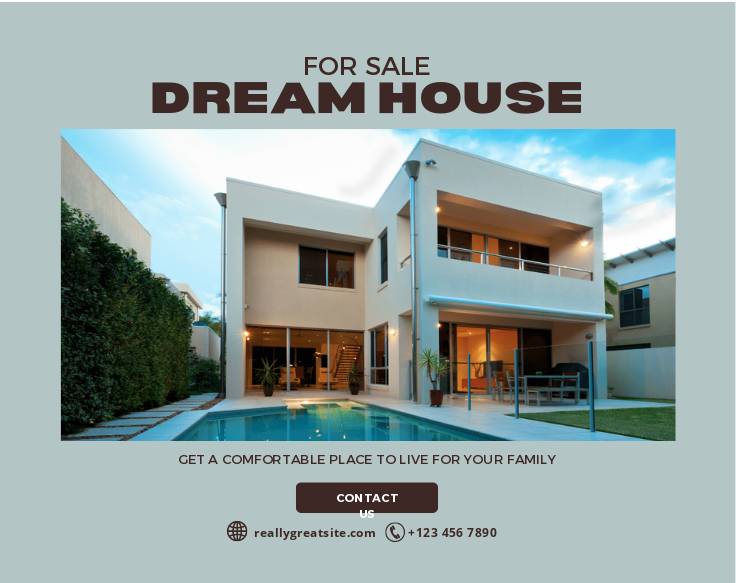 FOR SALE
DREAM HOUSE
GET A COMFORTABLE PLACE TO LIVE FOR YOUR FAMILY
CONTACT
US
reallygreatsite.com +123 456 7890